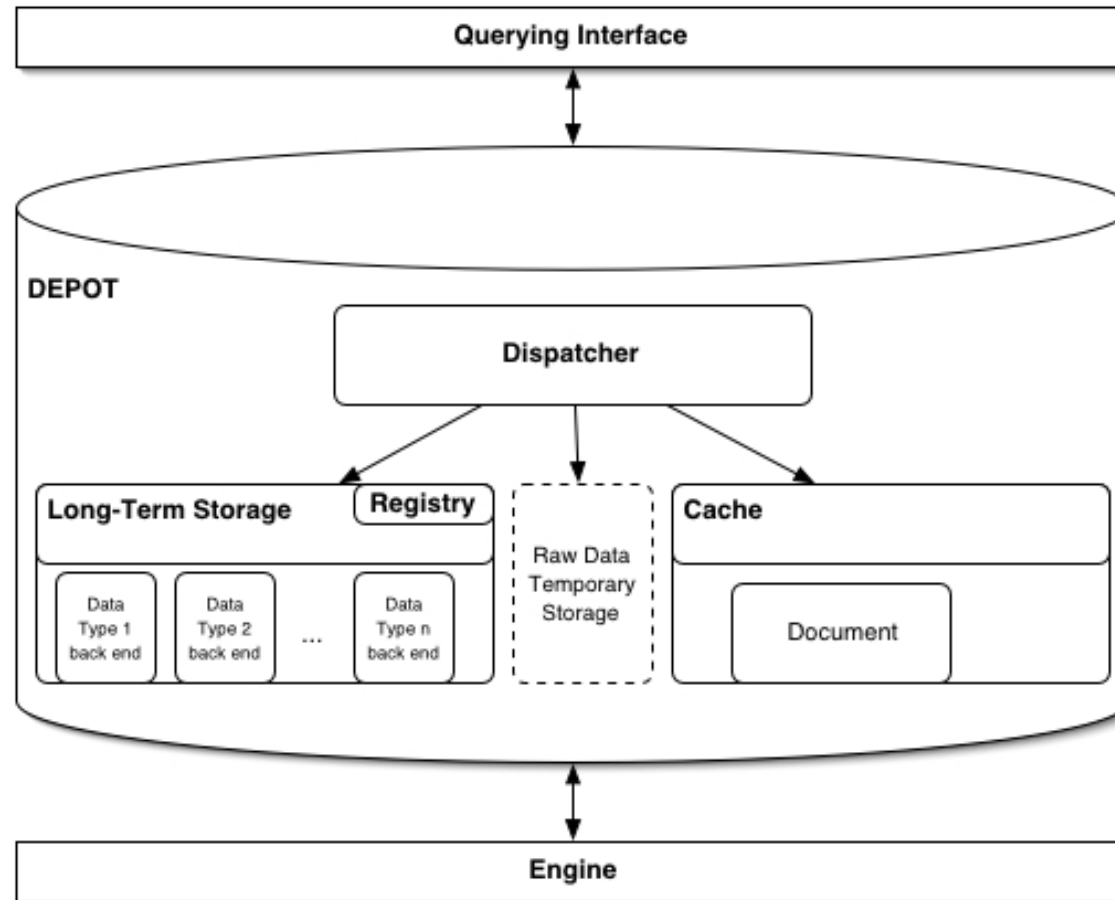 Querying Interface
DEPOT
Dispatcher
Long-Term Storage
Registry
Data
Type 1
back end
Data
Type 2
back end
...
Data
Type n
back end
Raw Data
Temporary
Storage
Cache
Document
Engine